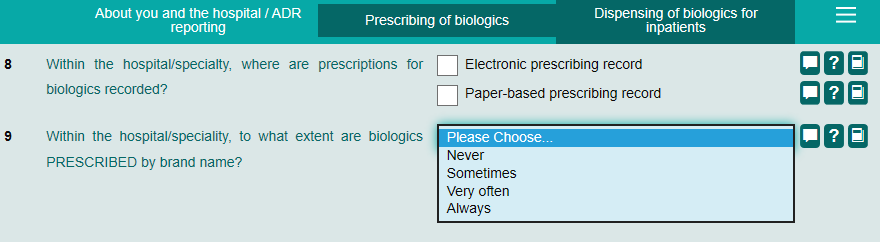 About you and the hospital / ADR
reporting
Prescribing of biologics
Dispensing of biologics for
inpatients
8 Within the hospital/specialty, where are prescriptions for
biologics recorded?
Electronic prescribing record
?
Paper-based prescribing record
?
9 Within the hospital/speciality, to what extent are biologics
PRESCRIBED by brand name?
Please Choose...
?
Never
Sometimes
Very often
Always